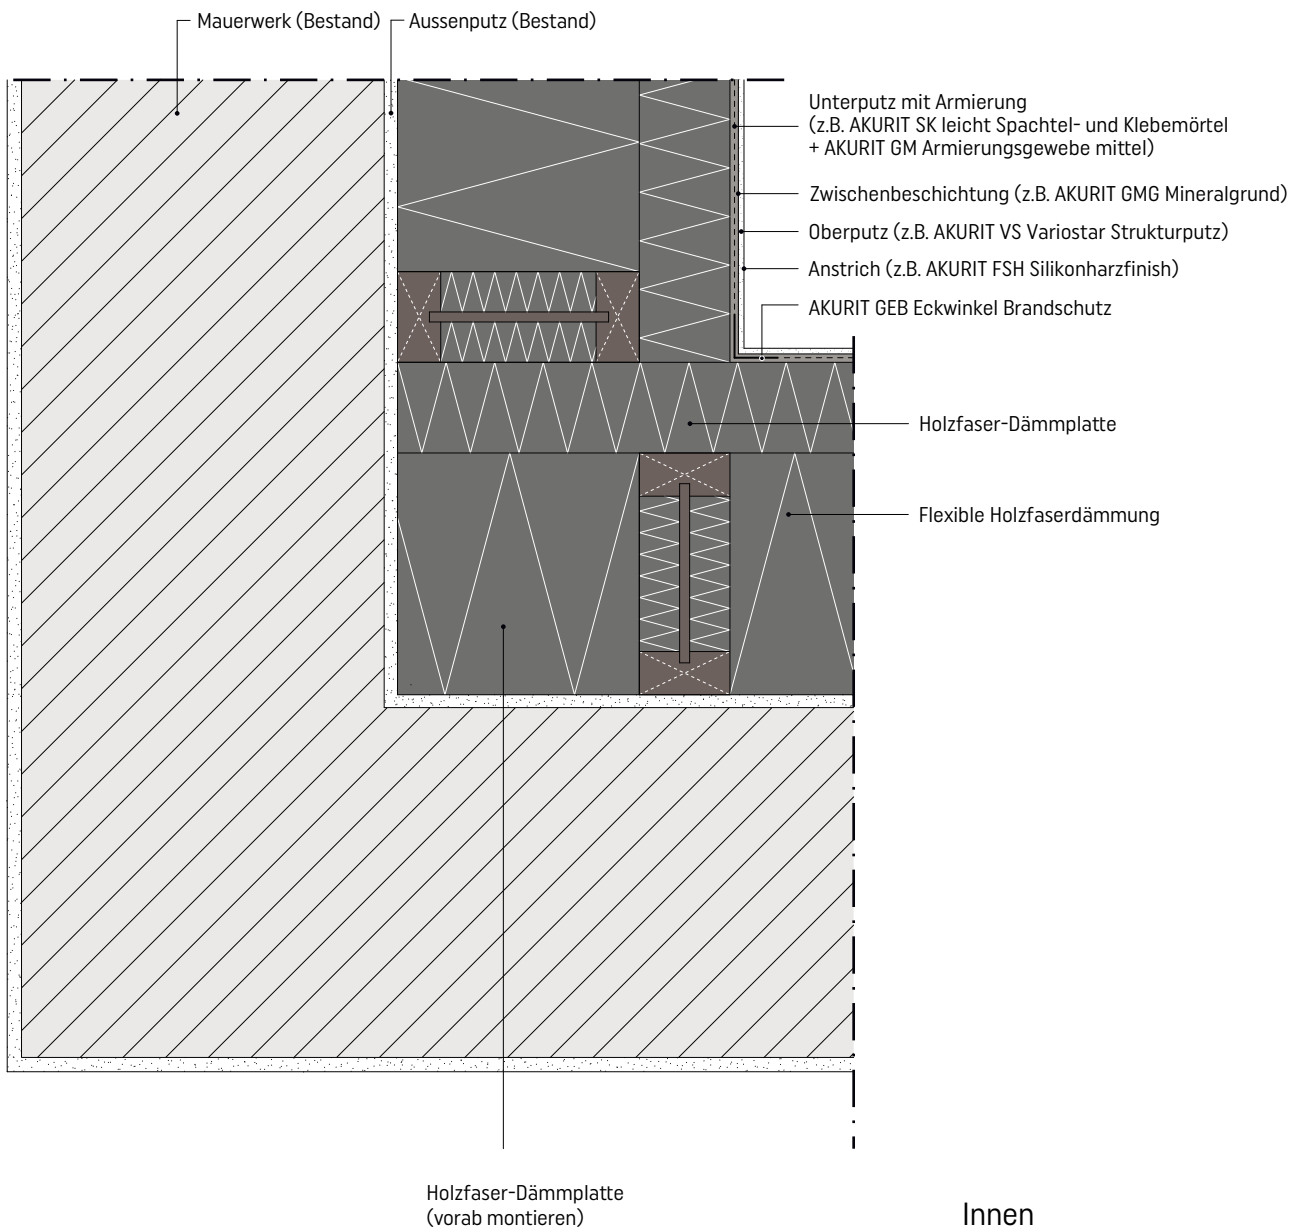 Mauerwerk (Bestand)
Aussenputz (Bestand)
Unterputz mit Armierung
(z.B. AKURIT SK leicht Spachtel- und Klebemörtel
+ AKURIT GM Armierungsgewebe mittel)
Zwischenbeschichtung (z.B. AKURIT GMG Mineralgrund)
Oberputz (z.B. AKURIT VS Variostar Strukturputz)
Anstrich (z.B. AKURIT FSH Silikonharzfinish)
AKURIT GEB Eckwinkel Brandschutz
Holzfaser-Dämmplatte
Flexible Holzfaserdämmung
Holzfaser-Dämmplatte
(vorab montieren)
Innen